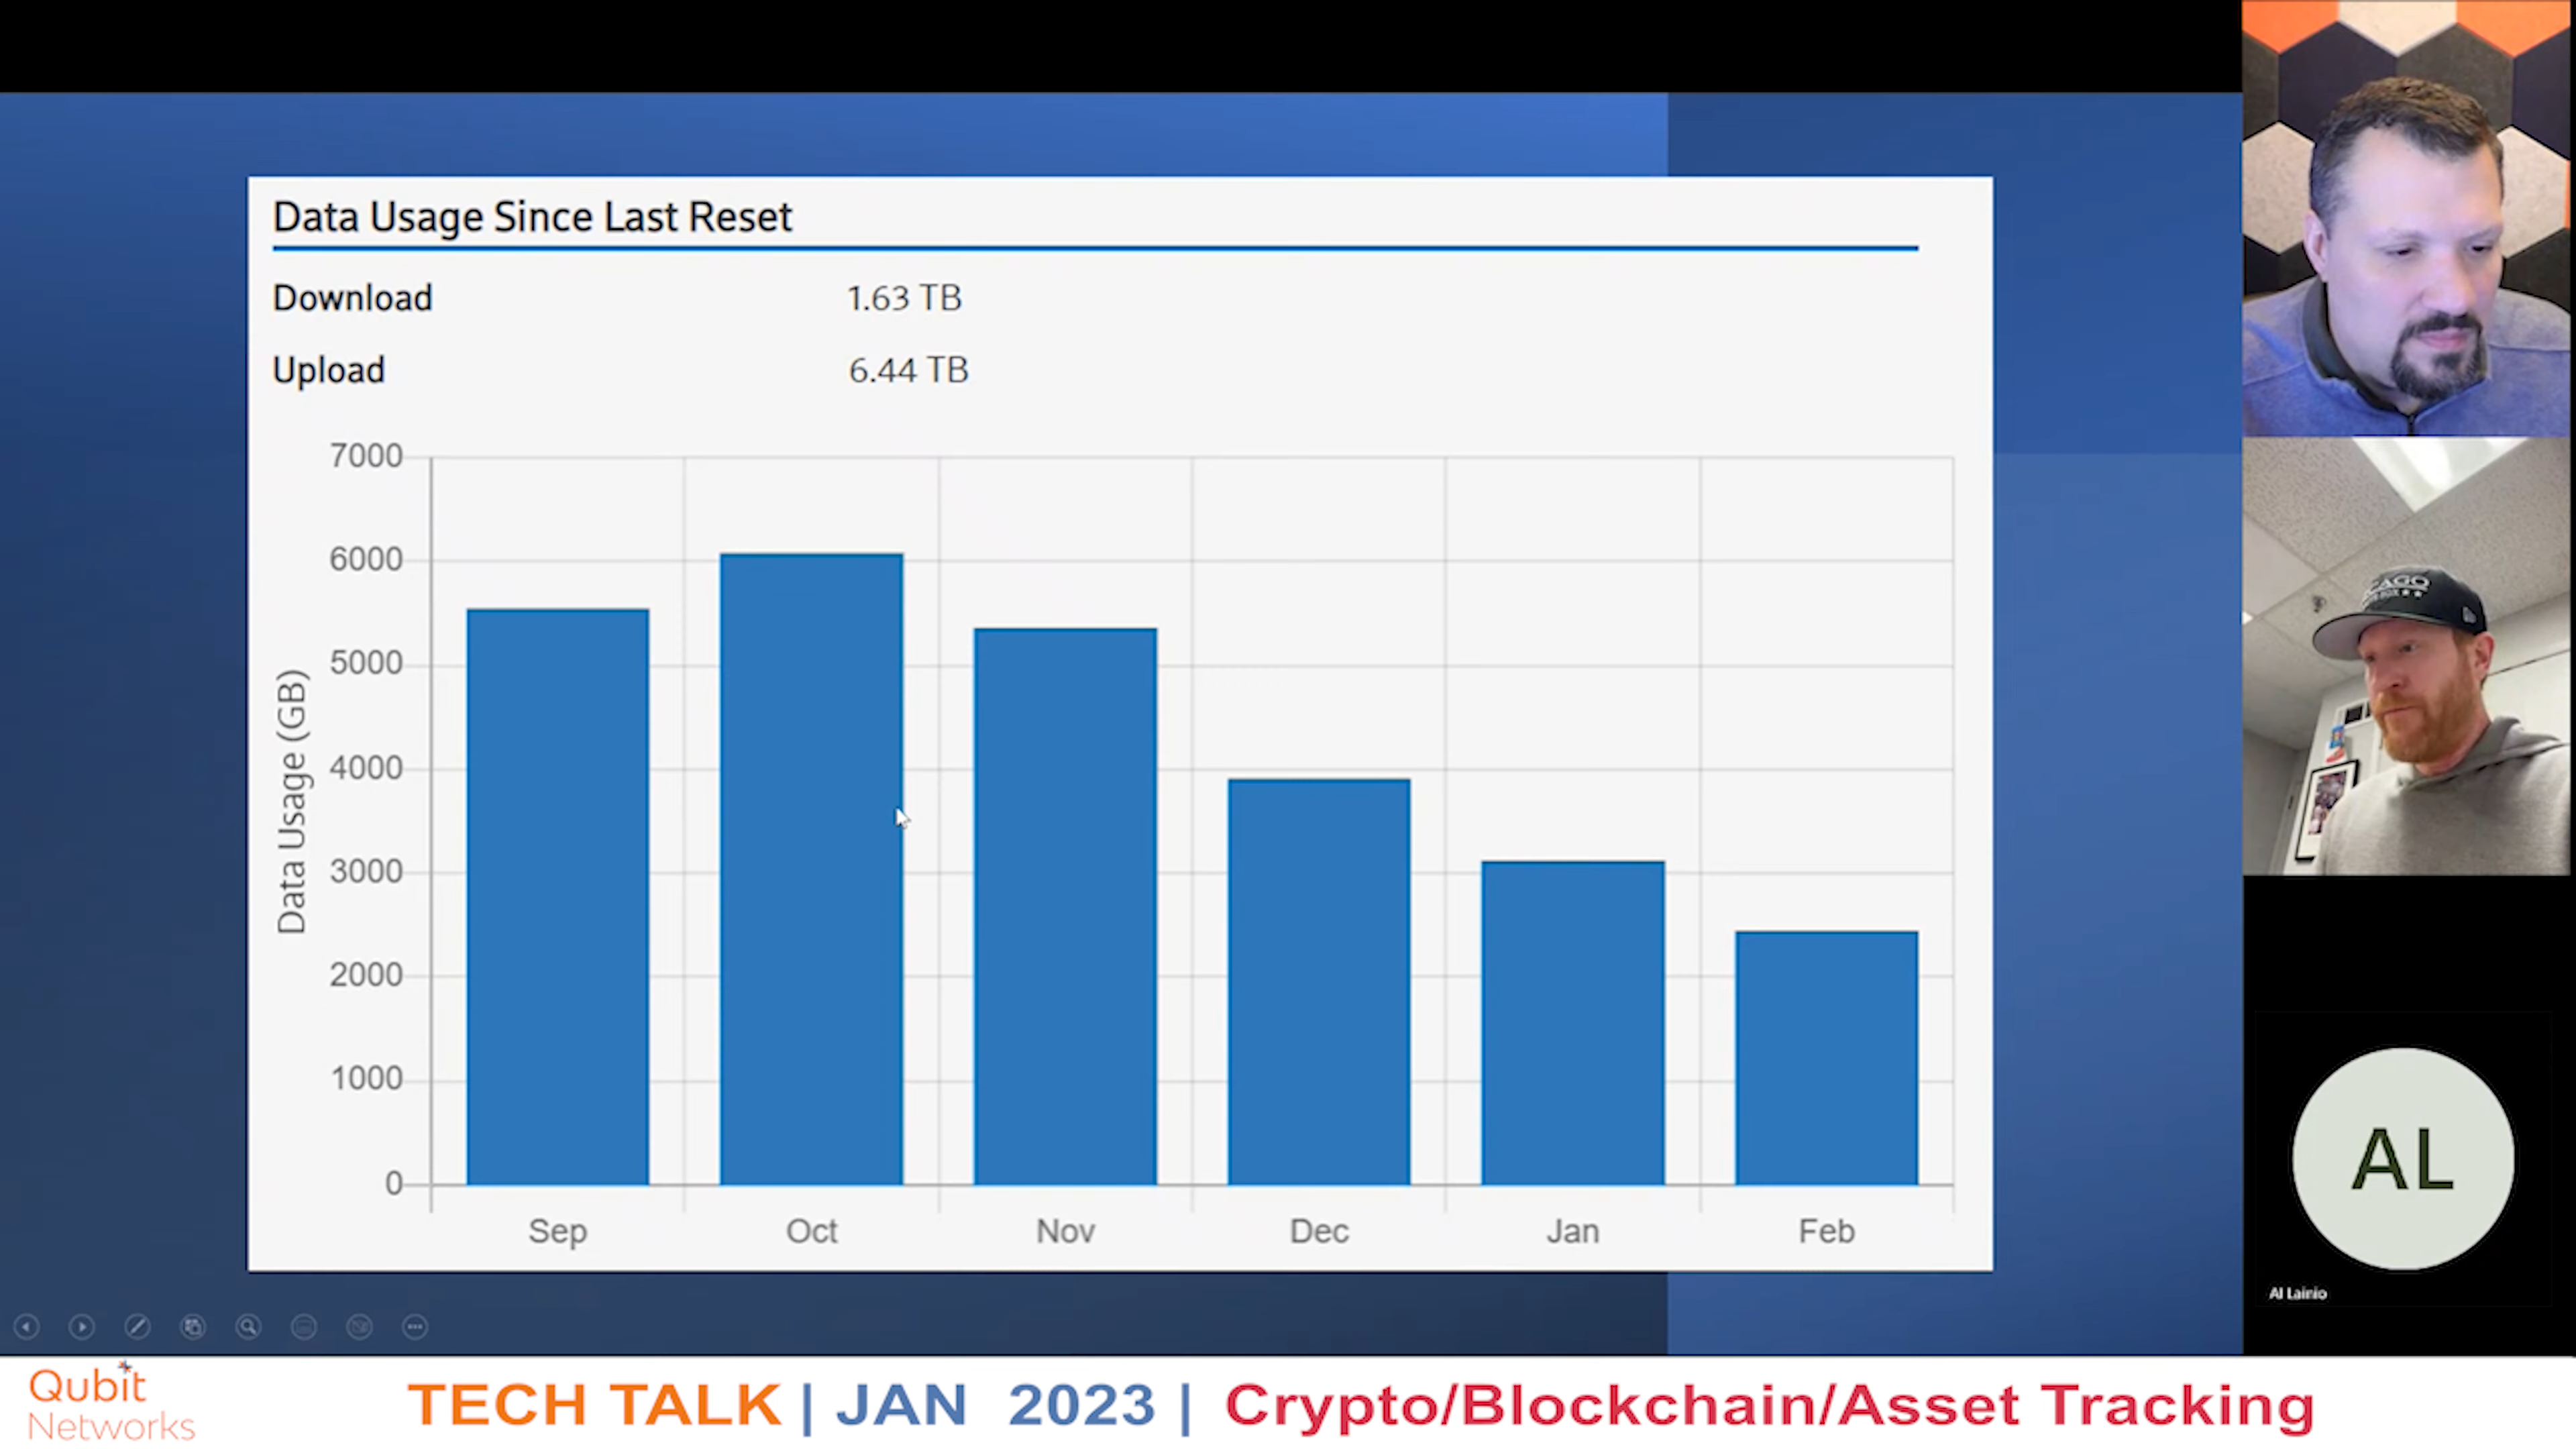 Data Usage Since Last Reset
Download 1.63 TB
Upload 6.44 TB
Data Usage (GB)
7000
6000
5000
4000
3000
2000
1000
0
Sep Oct Nov Dec Jan Feb
AL
Al Lainio
Qubit
Networks
TECH TALK | JAN 2023 | Crypto/Blockchain/Asset Tracking